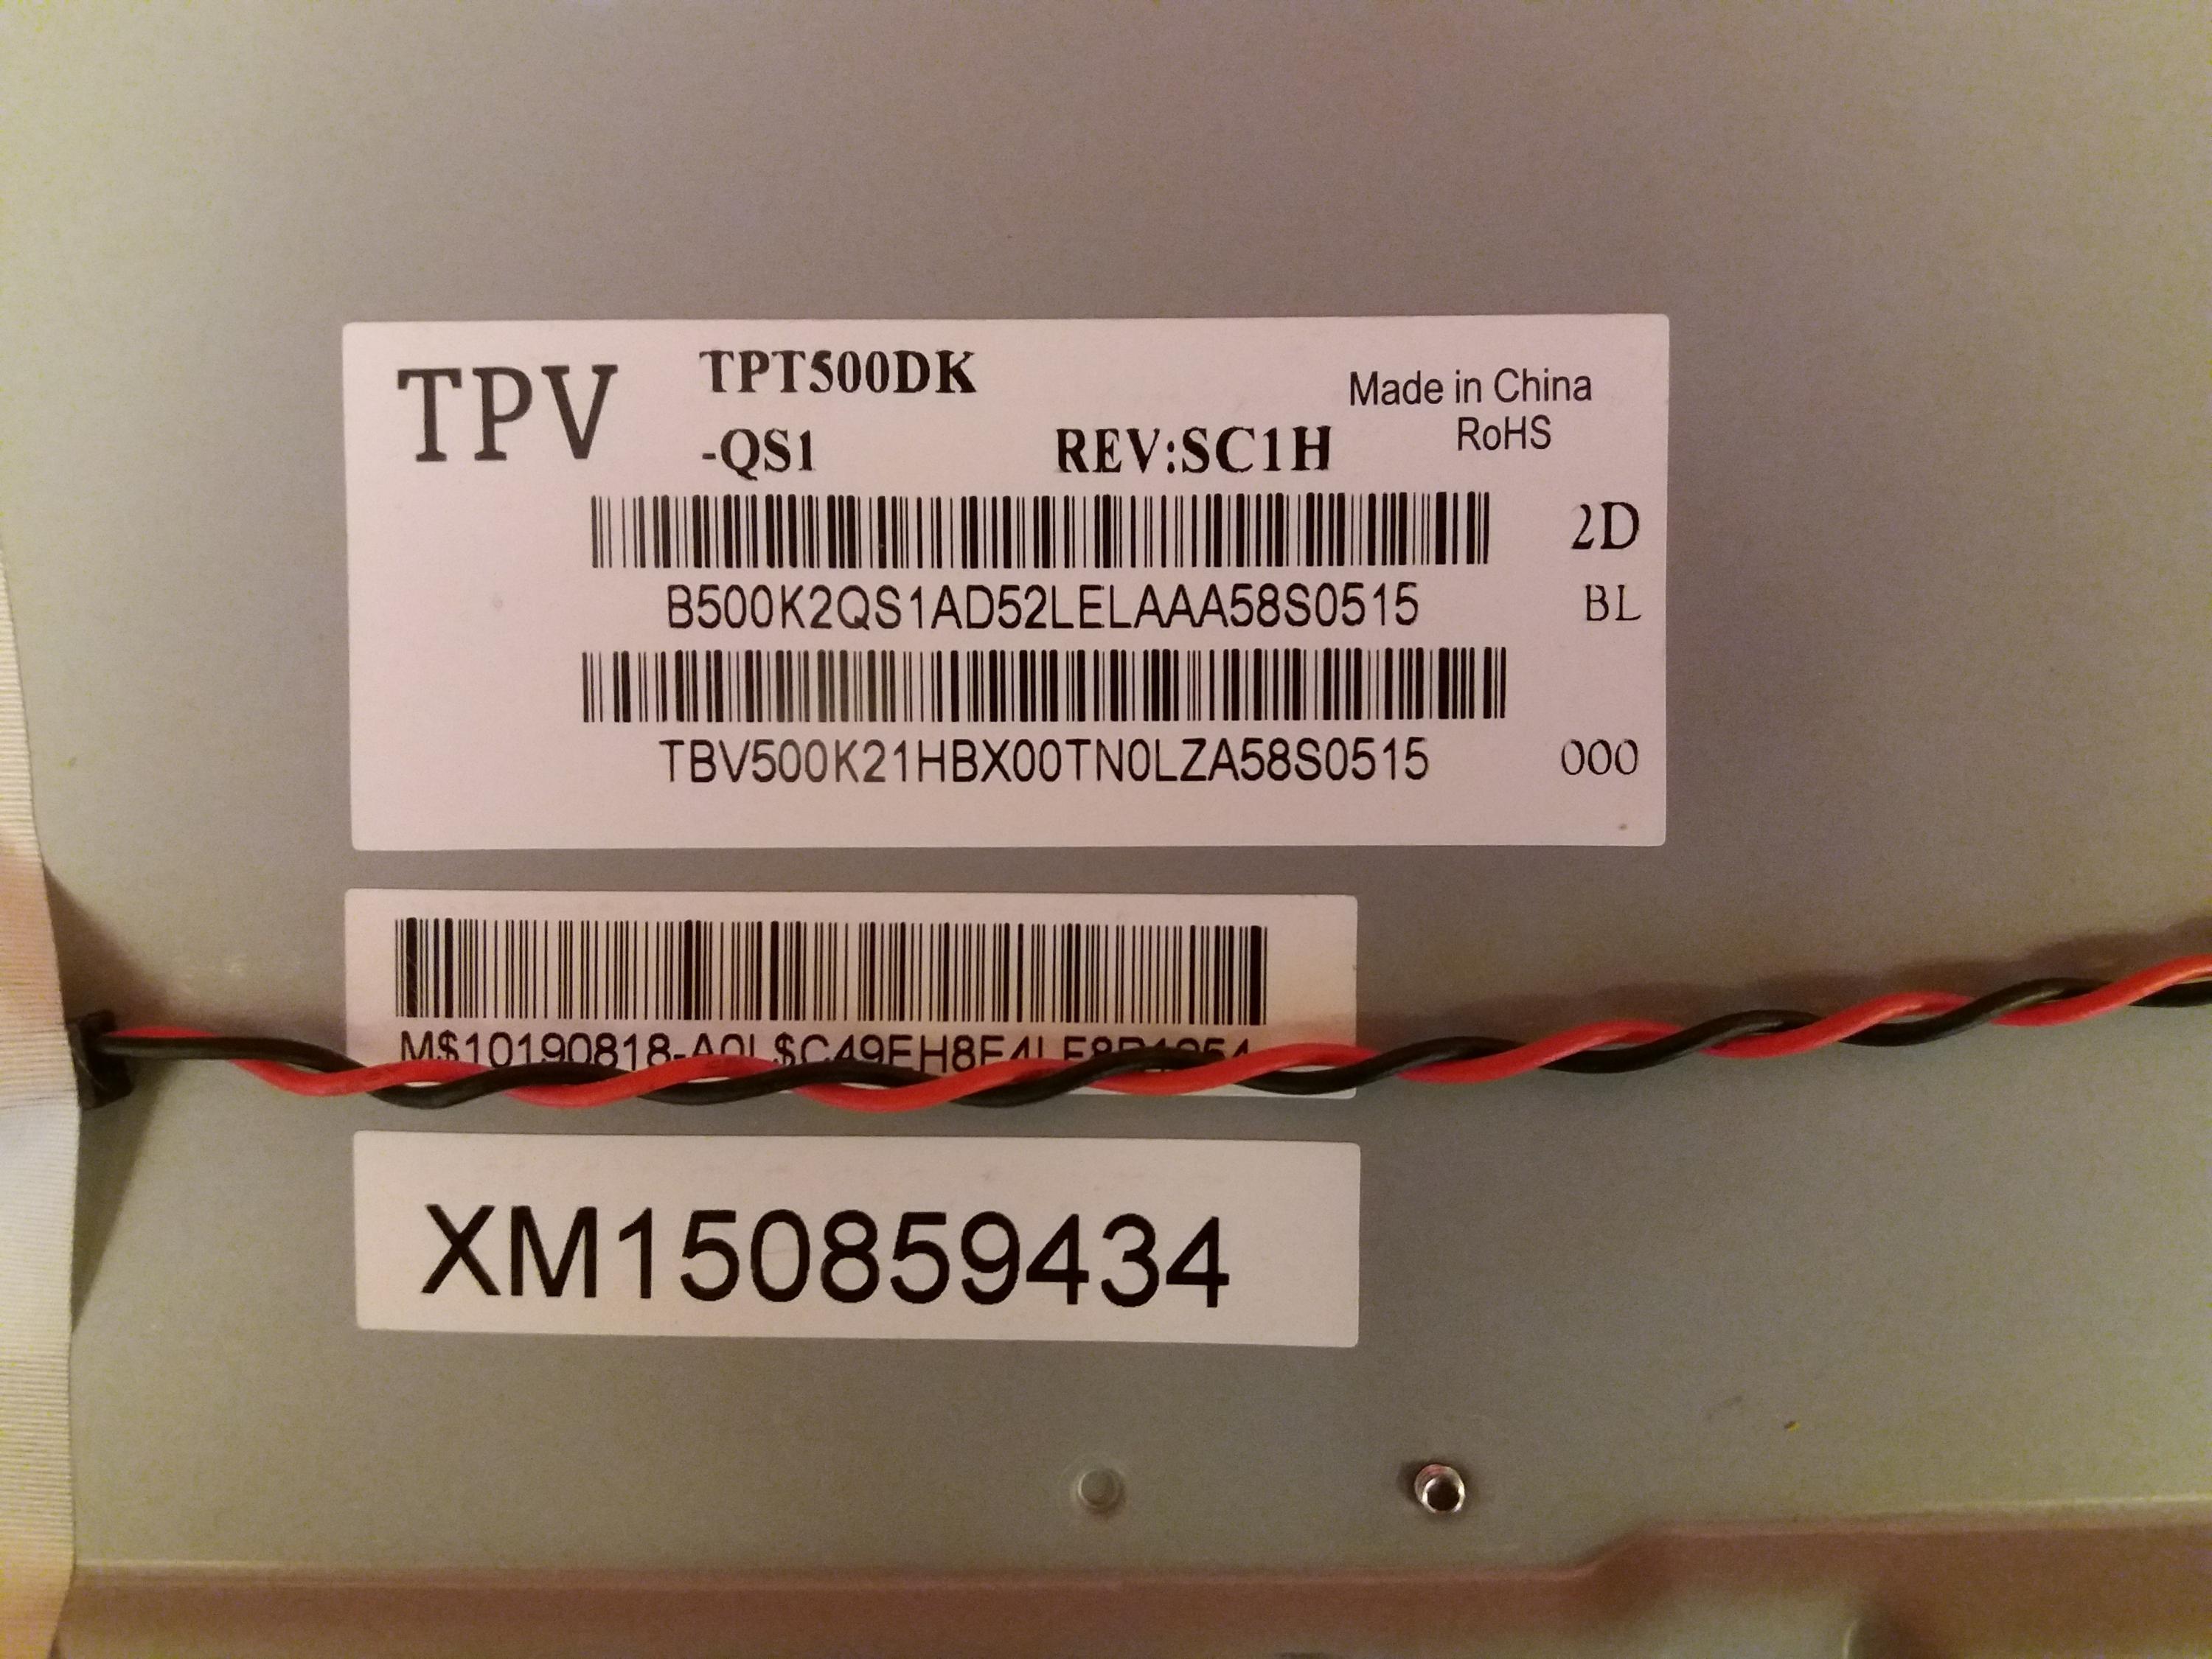 TPV
TPT500DK
-QS1
REV:SC1H
Made in China
RoHS
2D
B500K2QS1AD52LELAAA58S0515
BL
TBV500K21HBX00TN0LZA58S0515
000
XM150859434